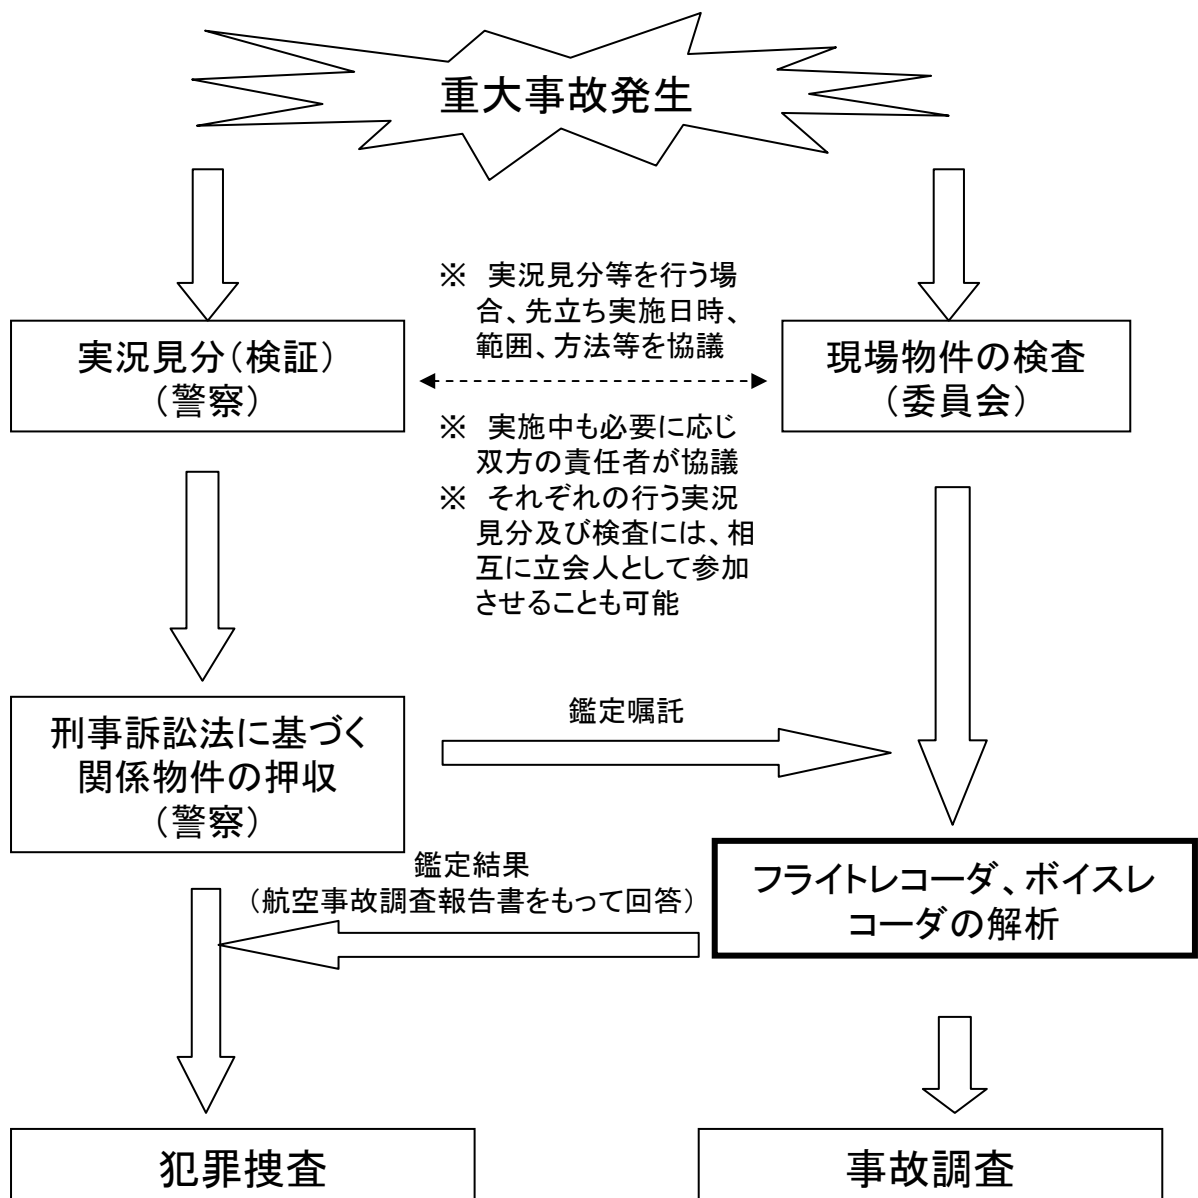 重大事故発生
※　実況見分等を行う場
合、先立ち実施日時、
範囲、方法等を協議
実況見分（検証）
（警察）
現場物件の検査
（委員会）
※　実施中も必要に応じ
双方の責任者が協議
※　それぞれの行う実況
見分及び検査には、相
互に立会人として参加
させることも可能
刑事訴訟法に基づく
関係物件の押収
（警察）
鑑定嘱託
鑑定結果
（航空事故調査報告書をもって回答）
フライトレコーダ、ボイスレ
コーダの解析
犯罪捜査
事故調査